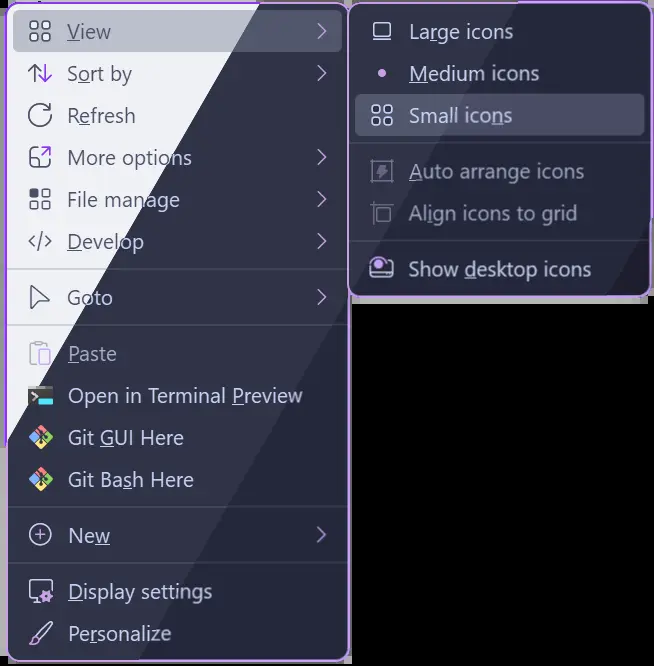 View
Sort by
Refresh
More options
File manage
Develop
Goto
Paste
Open in Terminal Preview
Git GUI Here
Git Bash Here
New
Display settings
Personalize
Large icons
Medium icons
Small icons
Auto arrange icons
Align icons to grid
Show desktop icons